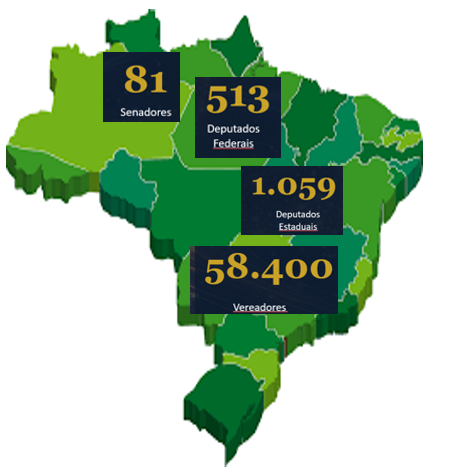 81
Senadores
513
Deputados
Federais
1.059
Deputados
Estaduais
58.400
Vereadores